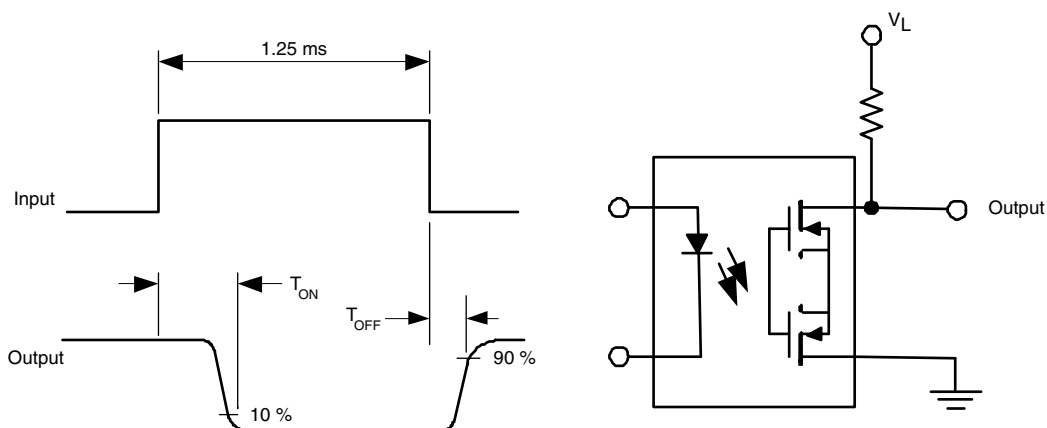 1.25 ms
Input
T_ON
T_OFF
Output
10 %
90 %
V_L
Output